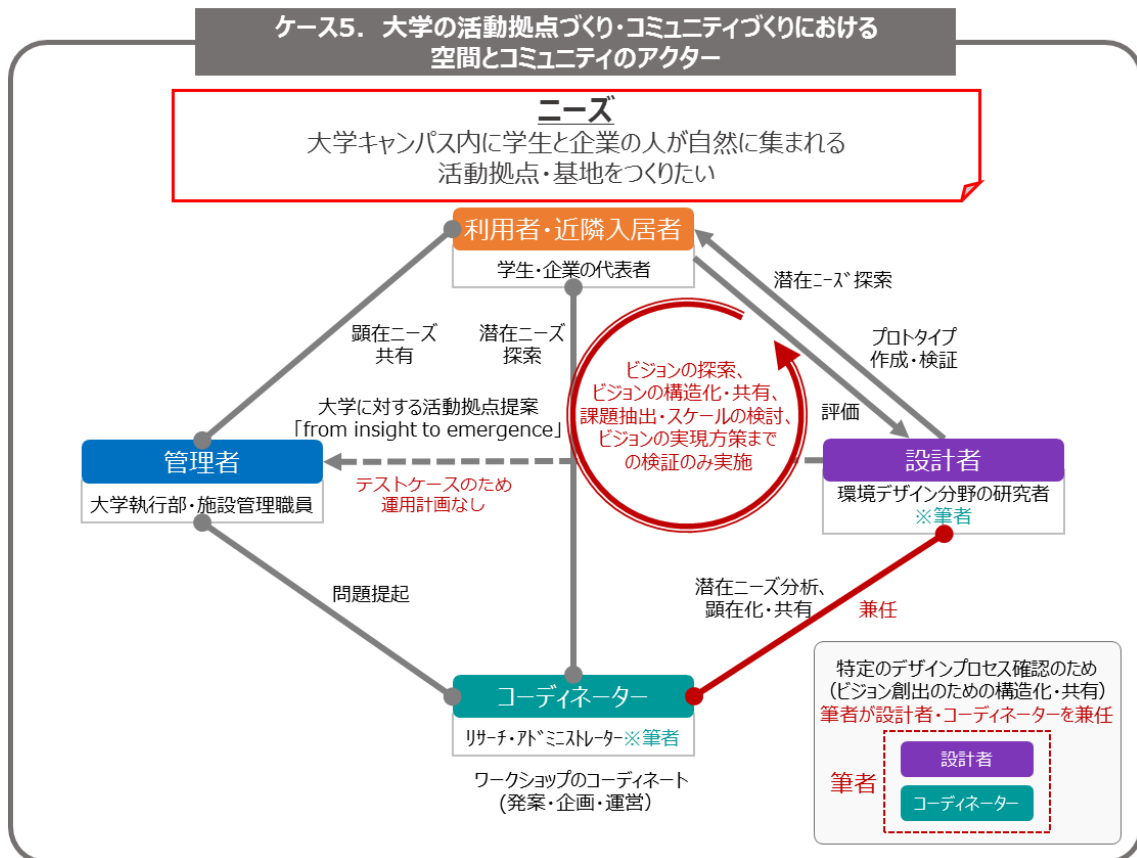 ケース5．大学の活動拠点づくり・コミュニティづくりにおける
空間とコミュニティのアクター
ニーズ
大学キャンパス内に学生と企業の人が自然に集まれる
活動拠点・基地をつくりたい
利用者・近隣入居者
学生・企業の代表者
潜在ﾆｰｽﾞ探索
顕在ニーズ
共有
潜在ニーズ
探索
プロトタイプ
作成・検証
ビジョンの探索、
ビジョンの構造化・共有、
課題抽出・スケールの検討、
ビジョンの実現方策まで
の検証のみ実施
評価
大学に対する活動拠点提案
「from insight to emergence」
管理者
大学執行部・施設管理職員
テストケースのため
運用計画なし
設計者
環境デザイン分野の研究者
※筆者
問題提起
潜在ニーズ分析、
顕在化・共有
兼任
コーディネーター
ﾘｻｰﾁ・ｱﾄﾞﾐﾆｽﾄﾚｰﾀｰ※筆者
ワークショップのコーディネート
(発案・企画・運営）
特定のデザインプロセス確認のため
（ビジョン創出のための構造化・共有）
筆者が設計者・コーディネーターを兼任
筆者
設計者
コーディネーター